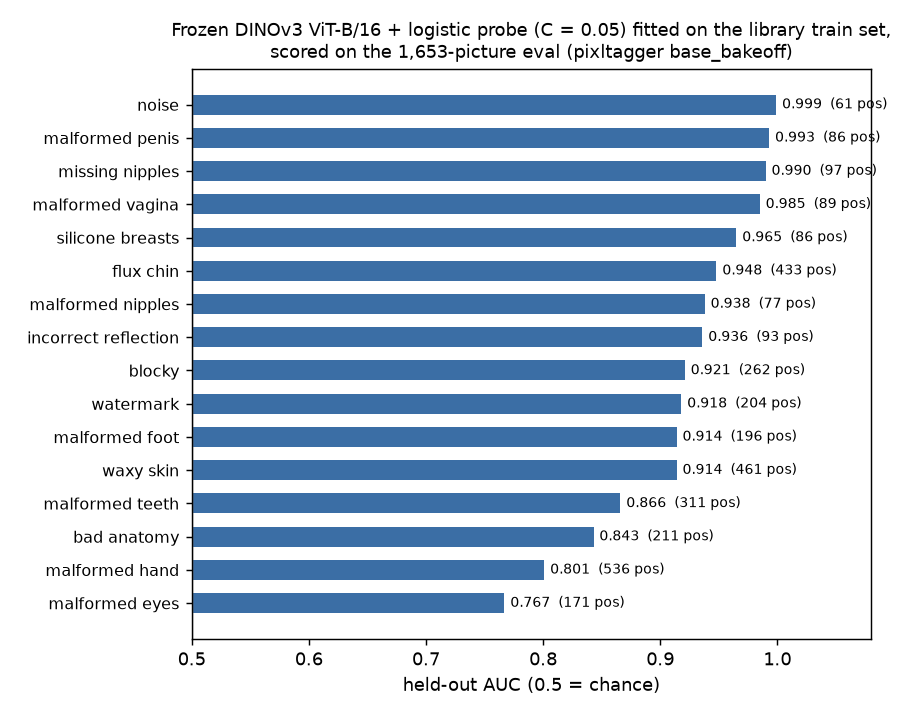 Frozen DINOv3 ViT-B/16 + logistic probe (C = 0.05) fitted on the library train set,
scored on the 1,653-picture eval (pixltagger base_bakeoff)
noise 0.999 (61 pos)
malformed penis 0.993 (86 pos)
missing nipples 0.990 (97 pos)
malformed vagina 0.985 (89 pos)
silicone breasts 0.965 (86 pos)
flux chin 0.948 (433 pos)
malformed nipples 0.938 (77 pos)
incorrect reflection 0.936 (93 pos)
blocky 0.921 (262 pos)
watermark 0.918 (204 pos)
malformed foot 0.914 (196 pos)
waxy skin 0.914 (461 pos)
malformed teeth 0.866 (311 pos)
bad anatomy 0.843 (211 pos)
malformed hand 0.801 (536 pos)
malformed eyes 0.767 (171 pos)
0.5 0.6 0.7 0.8 0.9 1.0
held-out AUC (0.5 = chance)